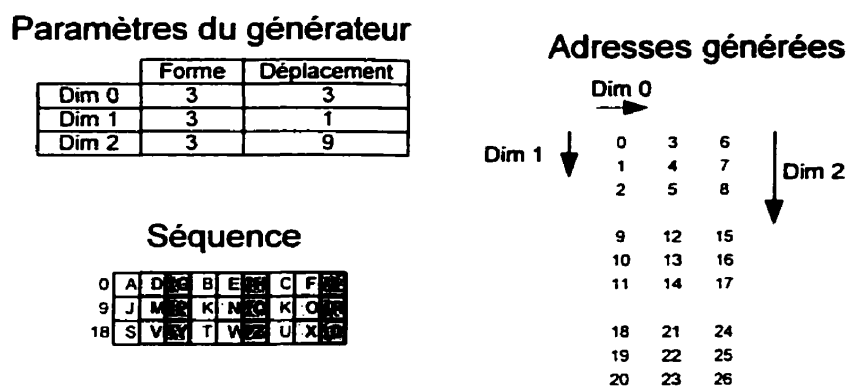 Paramètres du générateur
Forme Déplacement
Dim 0 3 3
Dim 1 3 1
Dim 2 3 9
Séquence
0 A D G B E H C F
9 J M K N Q K O
18 S V Y T W Z U X
Adresses générées
Dim 0
Dim 1
Dim 2
0 3 6
1 4 7
2 5 8
9 12 15
10 13 16
11 14 17
18 21 24
19 22 25
20 23 26